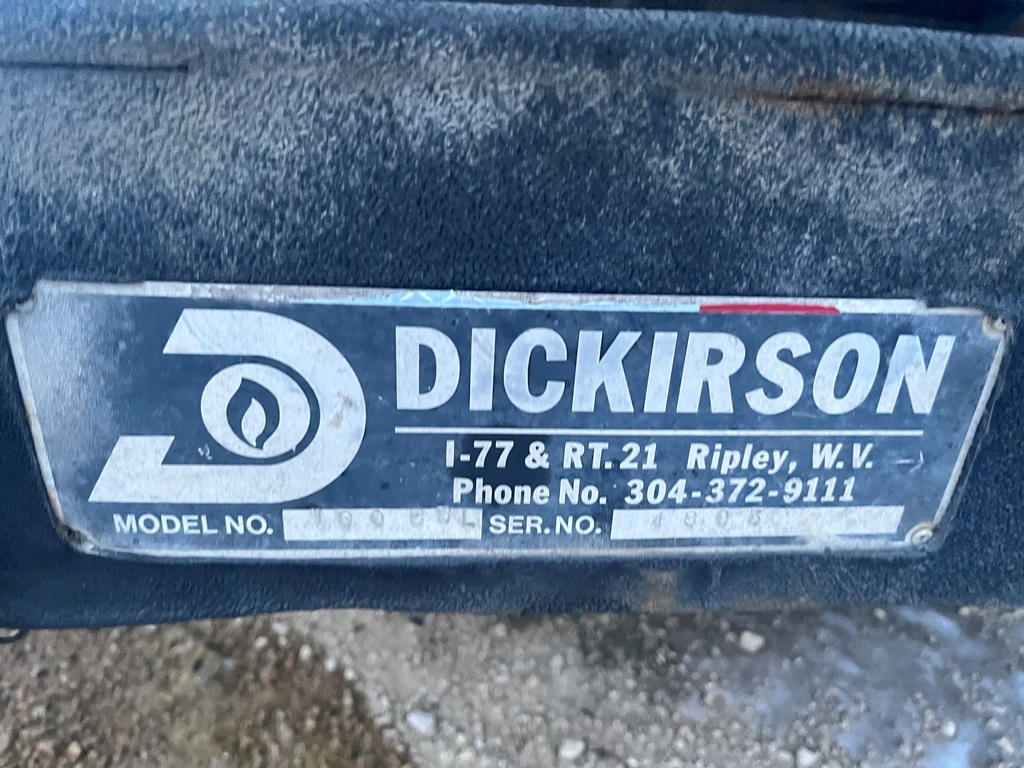 DICKIRSON
I-77 & RT. 21 Ripley, W.V.
Phone No. 304-372-9111
MODEL NO. SER. NO.